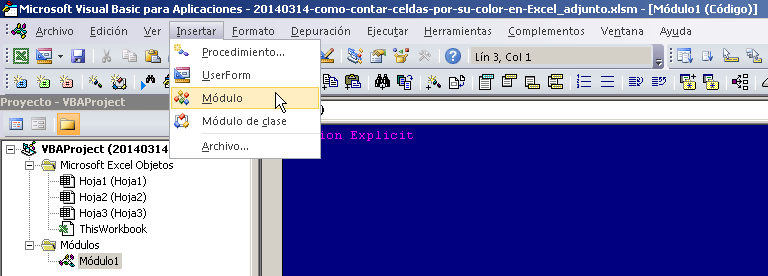 Microsoft Visual Basic para Aplicaciones - 20140314-como-contar-celdas-por-su-color-en-Excel_adjunto.xlsm - [Módulo1 (Código)]
Archivo Edición Ver Insertar Formato Depuración Ejecutar Herramientas Complementos Ventana Ayuda
Lín 3, Col 1
Procedimiento...
UserForm
Módulo
Módulo de clase
Archivo...
Proyecto - VBAProject
VBAProject (20140314
Microsoft Excel Objetos
Hoja1 (Hoja1)
Hoja2 (Hoja2)
Hoja3 (Hoja3)
ThisWorkbook
Módulos
Módulo1
)
ion Explicit